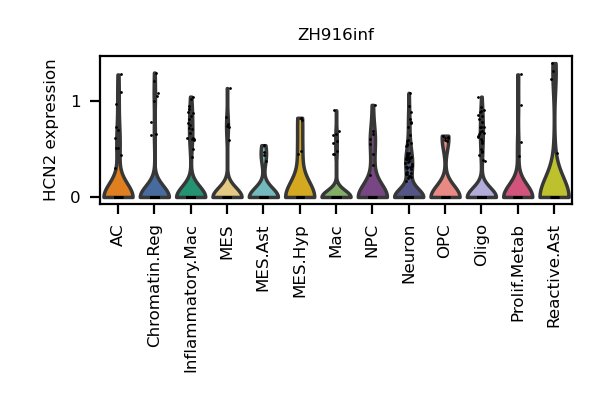 ZH916inf
HCN2 expression
1
0
AC
Chromatin.Reg
Inflammatory.Mac
MES
MES.Ast
MES.Hyp
Mac
NPC
Neuron
OPC
Oligo
Prolif.Metab
Reactive.Ast